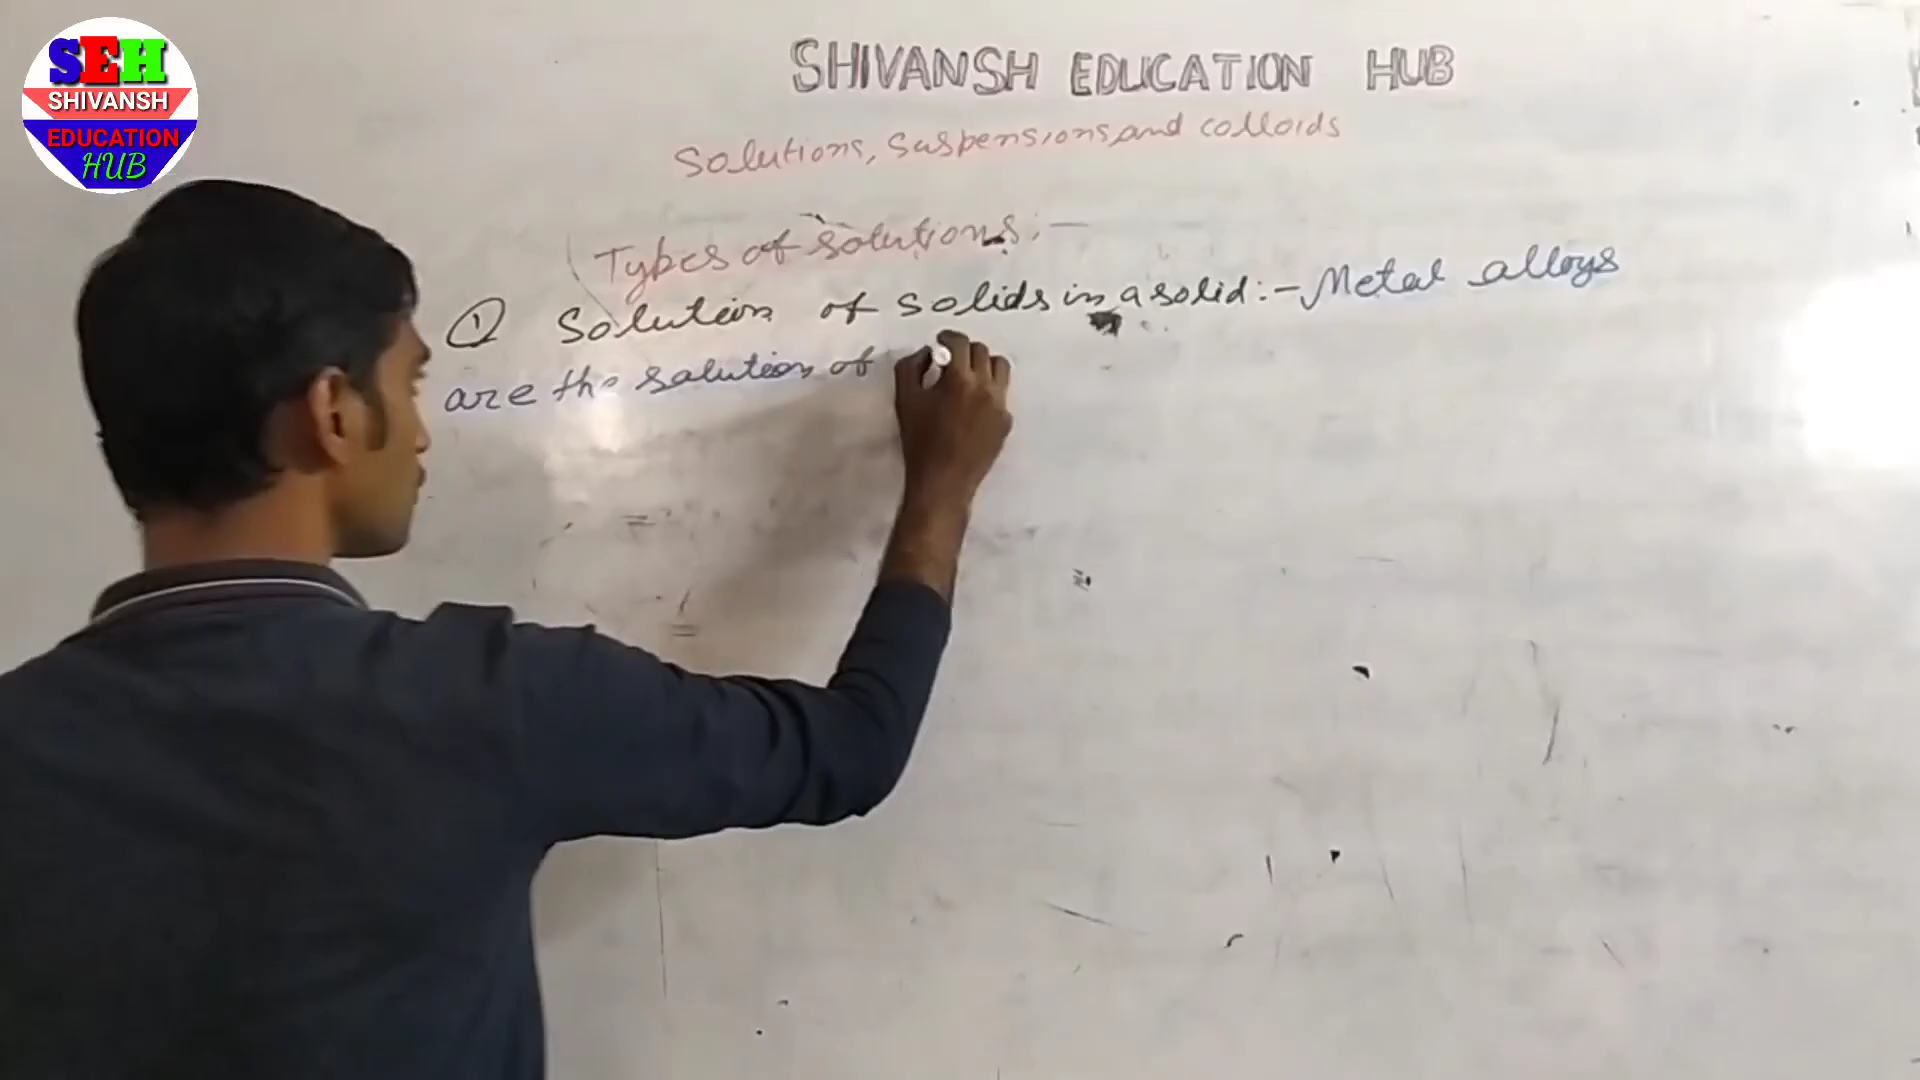 SEH
SHIVANSH
EDUCATION
HUB
SHIVANSH EDUCATION HUB
Solutions, suspensions, and colloids
Types of solutions :-
① Solution of solids in a solid :- Metal alloys
are the solution of